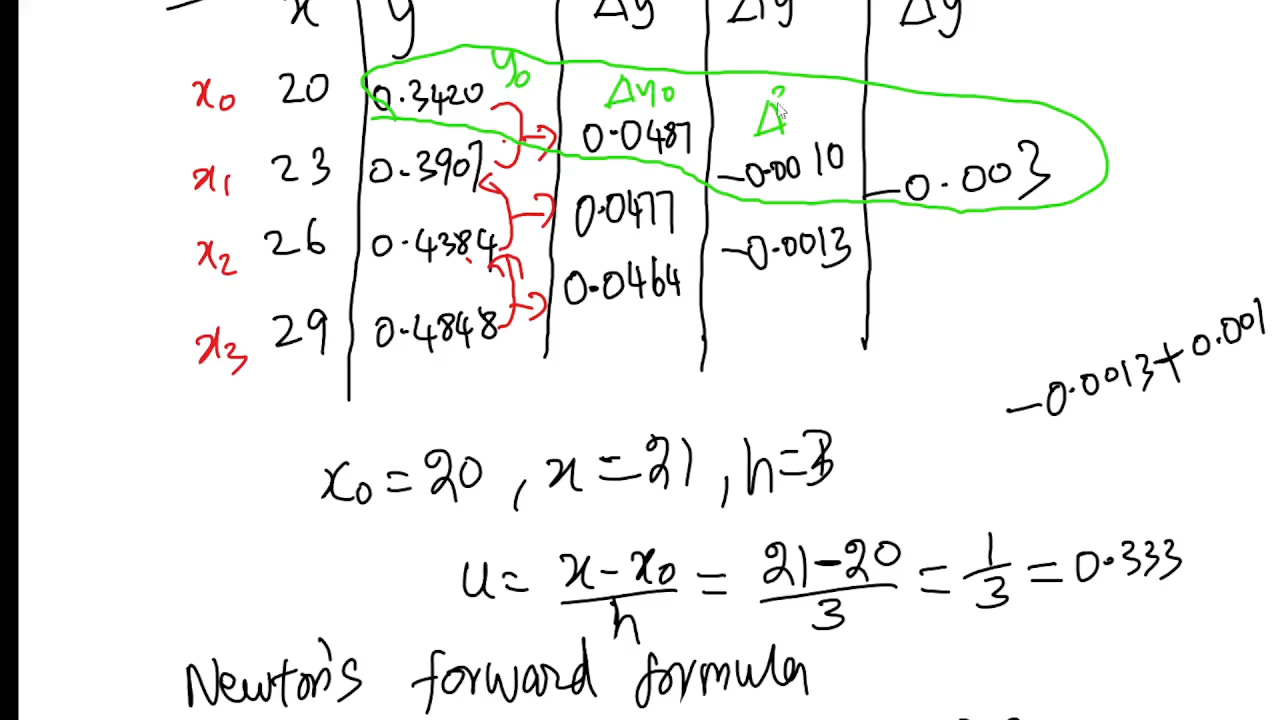 x y Δy Δy Δy
y₀
x₀ 20 0.3420 Δy₀ Δ²
0.0487
x₁ 23 0.3907 -0.0010 -0.003
0.0477
x₂ 26 0.4384 -0.0013
0.0464
x₃ 29 0.4848
-0.0013+0.001
x₀ = 20 , x = 21 , h = 3
u = x - x₀ / h = 21 - 20 / 3 = 1/3 = 0.333
Newton's forward formula